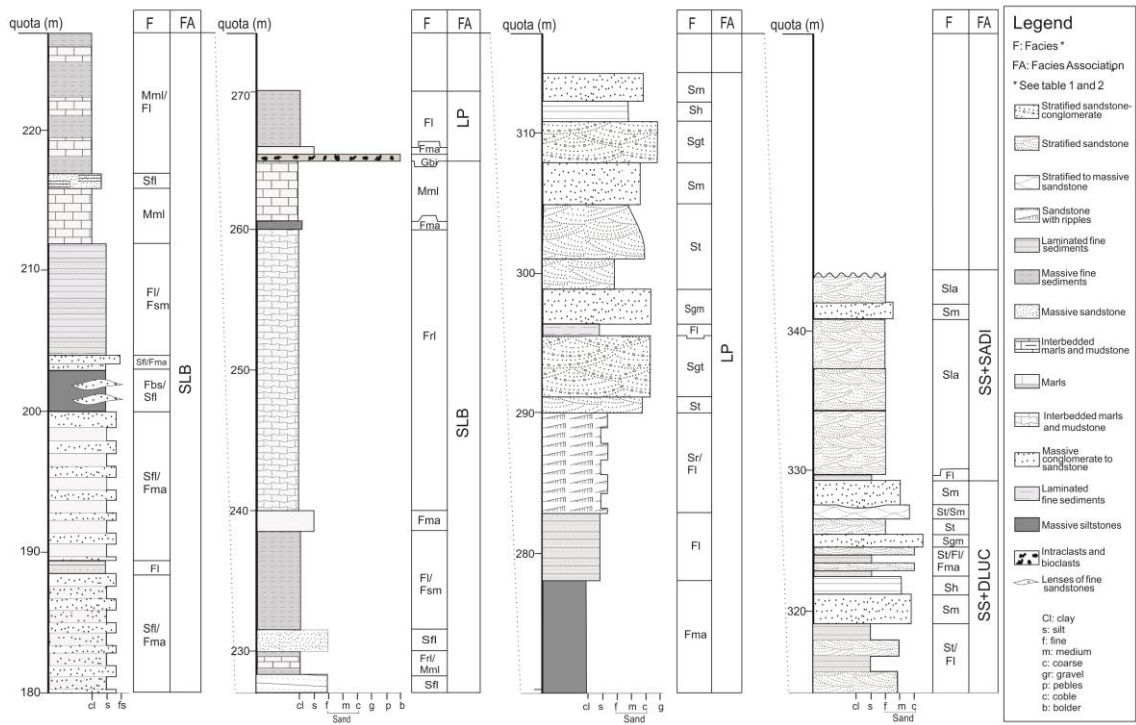 quota (m)
F
FA
220
210
200
190
180
Mml/
Fl
Sfl
Mml
Fl/
Fsm
Sfl/Fma
Fbs/
Sfl
Sfl/
Fma
Fl
Sfl/
Fma
SLB
cl s fs
quota (m)
F
FA
270
260
250
240
230
Fl
Fma
Gbi
Mml
Fma
Frl
Fma
Fl/
Fsm
Sfl
Frl/
Mml
Sfl
LP
SLB
cl s f m c g p b
Sand
quota (m)
F
FA
310
300
290
280
Sm
Sh
Sgt
Sm
St
Sgm
Fl
Sgt
St
Sr/
Fl
Fl
Fma
LP
cl s f m c g
Sand
quota (m)
F
FA
340
330
320
Sla
Sm
Sla
Fl
Sm
St/Sm
St
Sgm
St/Fl/
Fma
Sh
Sm
St/
Fl
SS+SADI
SS+DLUC
cl s f m c
Sand
Legend
F: Facies *
FA: Facies Association
* See table 1 and 2
Stratified sandstone-
conglomerate
Stratified sandstone
Stratified to massive
sandstone
Sandstone
with ripples
Laminated fine
sediments
Massive fine
sediments
Massive sandstone
Interbedded
marls and mudstone
Marls
Interbedded marls
and mudstone
Massive
conglomerate to
sandstone
Laminated
fine sediments
Massive siltstones
Intraclasts and
bioclasts
Lenses of fine
sandstones
Cl: clay
s: silt
f: fine
m: medium
c: coarse
gr: gravel
p: pebles
c: coble
b: bolder